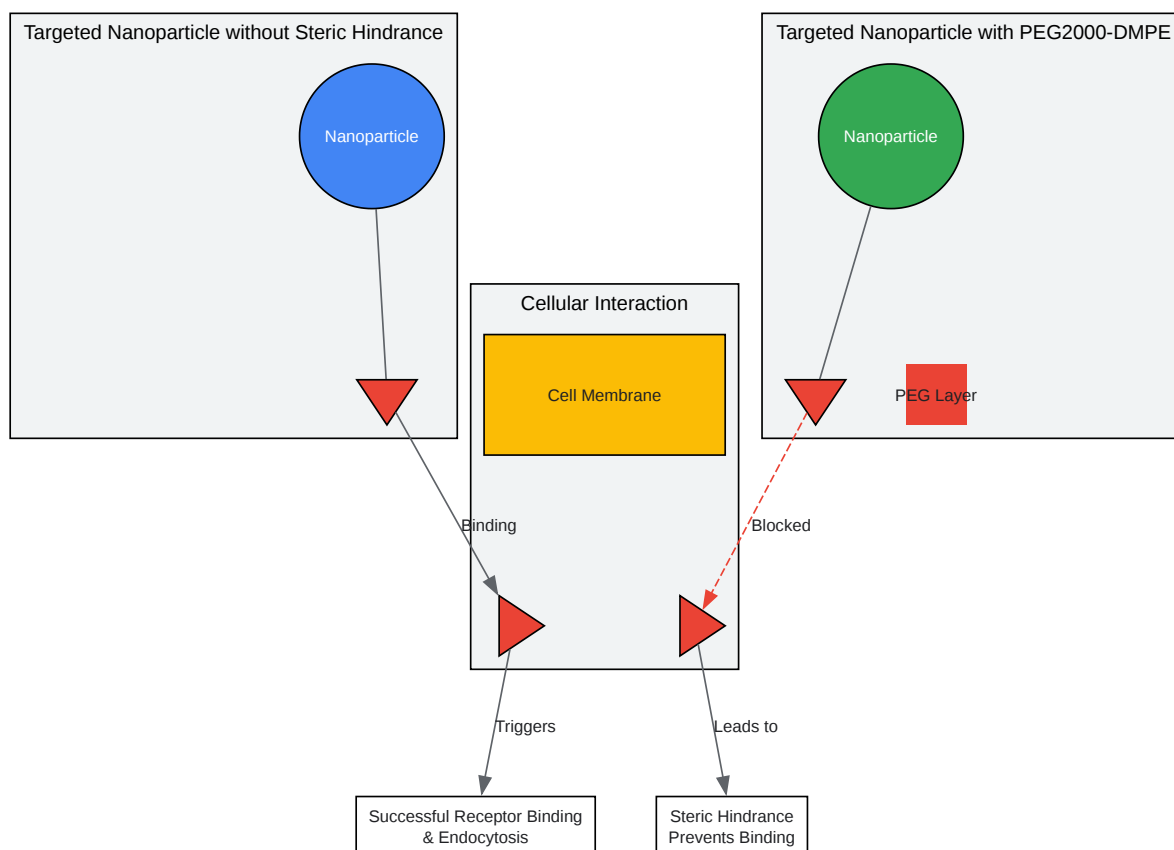 Targeted Nanoparticle without Steric Hindrance
Targeted Nanoparticle with PEG2000-DMPE
Nanoparticle
Nanoparticle
Cellular Interaction
Cell Membrane
PEG Layer
Binding
Blocked
Triggers
Leads to
Successful Receptor Binding
& Endocytosis
Steric Hindrance
Prevents Binding